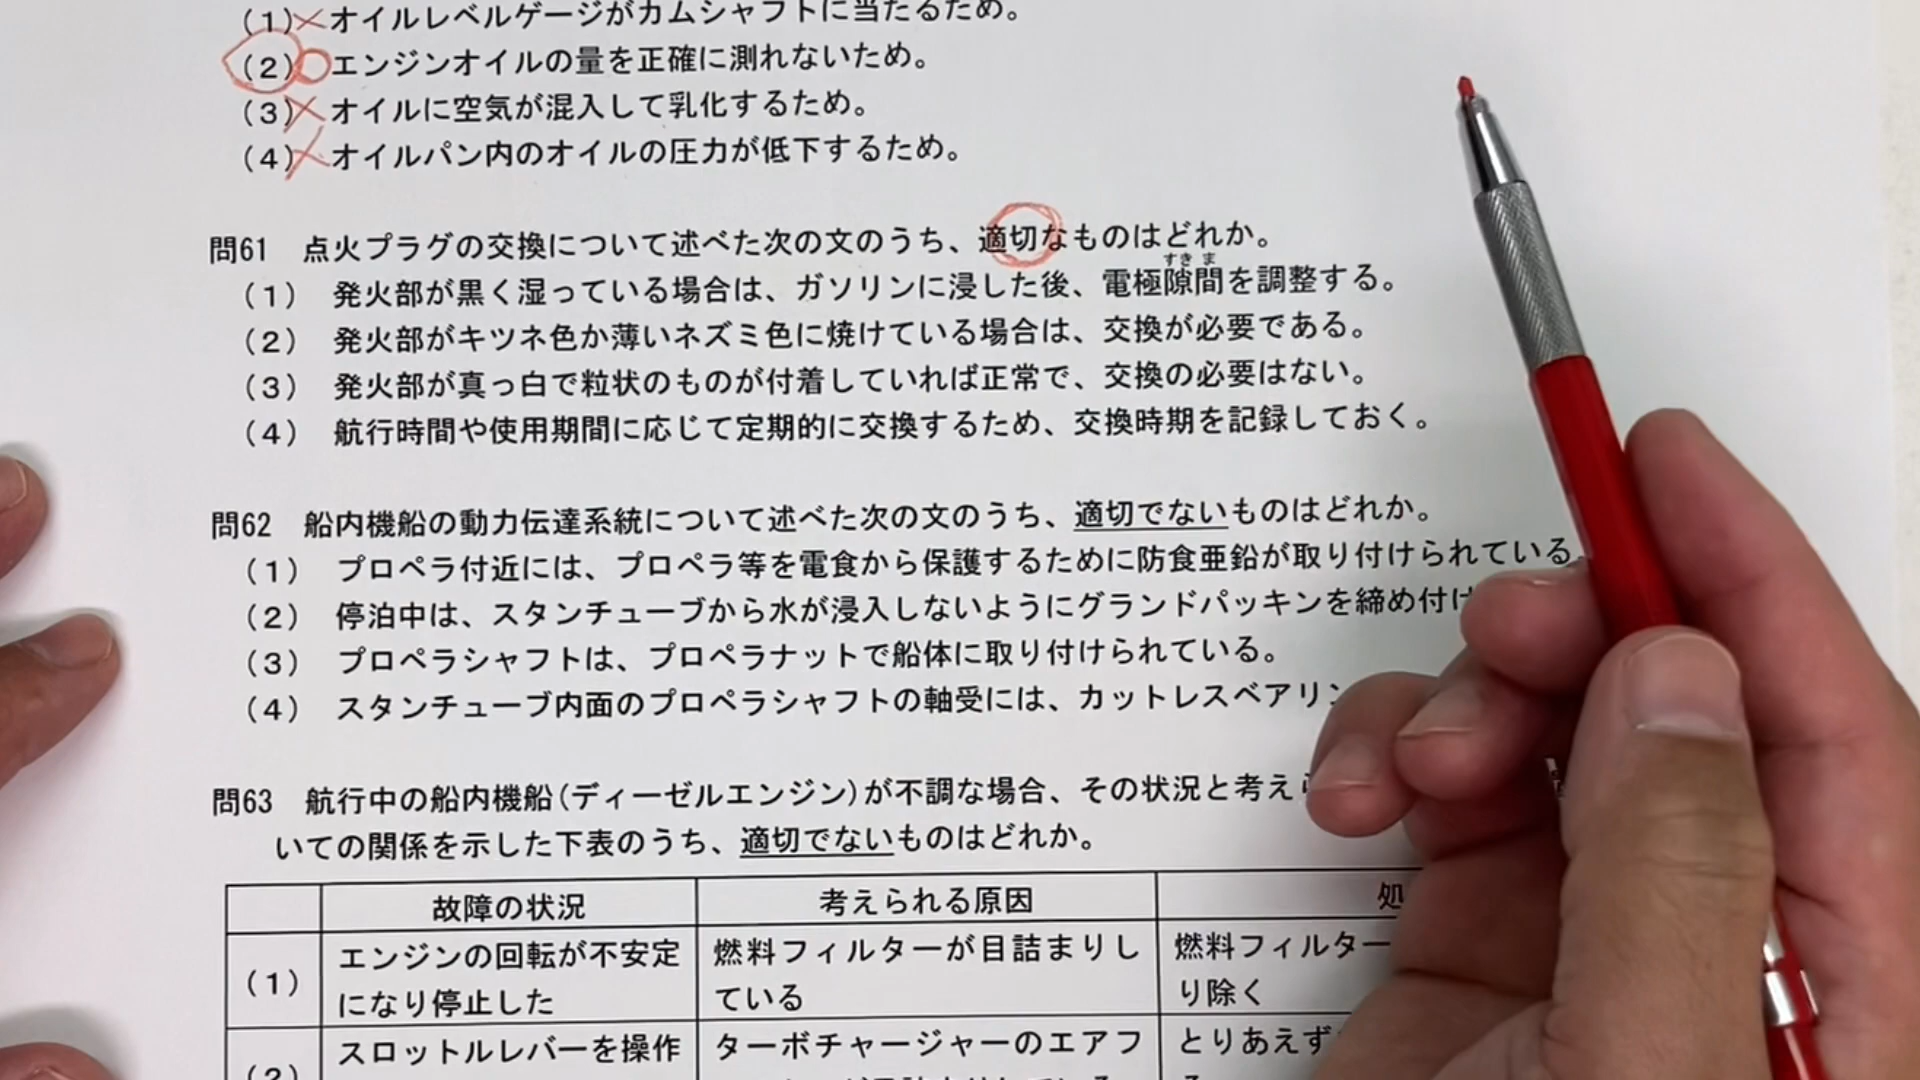 (1) オイルレベルゲージがカムシャフトに当たるため。
(2) エンジンオイルの量を正確に測れないため。
(3) オイルに空気が混入して乳化するため。
(4) オイルパン内のオイルの圧力が低下するため。
問61 点火プラグの交換について述べた次の文のうち、適切なものはどれか。
(1) 発火部が黒く湿っている場合は、ガソリンに浸した後、電極隙間を調整する。
すきま
(2) 発火部がキツネ色か薄いネズミ色に焼けている場合は、交換が必要である。
(3) 発火部が真っ白で粒状のものが付着していれば正常で、交換の必要はない。
(4) 航行時間や使用期間に応じて定期的に交換するため、交換時期を記録しておく。
問62 船内機船の動力伝達系統について述べた次の文のうち、適切でないものはどれか。
(1) プロペラ付近には、プロペラ等を電食から保護するために防食亜鉛が取り付けられている
(2) 停泊中は、スタンチューブから水が浸入しないようにグランドパッキンを締め付け
(3) プロペラシャフトは、プロペラナットで船体に取り付けられている。
(4) スタンチューブ内面のプロペラシャフトの軸受には、カットレスベアリン
問63 航行中の船内機船(ディーゼルエンジン)が不調な場合、その状況と考え
いての関係を示した下表のうち、適切でないものはどれか。
故障の状況 考えられる原因 処
(1) エンジンの回転が不安定になり停止した 燃料フィルターが目詰まりしている 燃料フィルター り除く
スロットルレバーを操作 ターボチャージャーのエアフ とりあえず